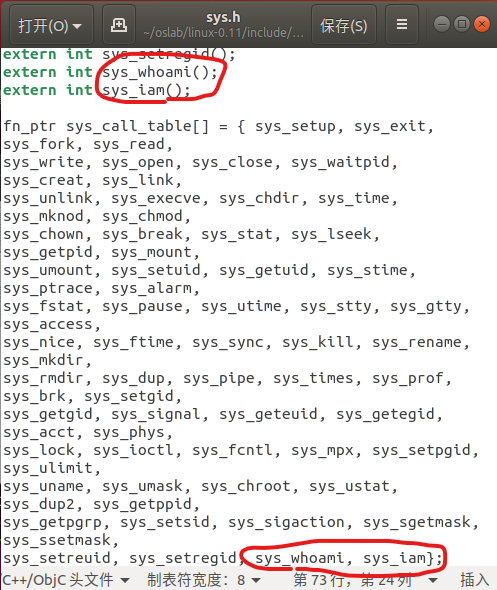 打开(O)
sys.h
~/oslab/linux-0.11/include/...
保存(S)
extern int sys_setregid();
extern int sys_whoami();
extern int sys_iam();
fn_ptr sys_call_table[] = { sys_setup, sys_exit,
sys_fork, sys_read,
sys_write, sys_open, sys_close, sys_waitpid,
sys_creat, sys_link,
sys_unlink, sys_execve, sys_chdir, sys_time,
sys_mknod, sys_chmod,
sys_chown, sys_break, sys_stat, sys_lseek,
sys_getpid, sys_mount,
sys_umount, sys_setuid, sys_getuid, sys_stime,
sys_ptrace, sys_alarm,
sys_fstat, sys_pause, sys_utime, sys_stty, sys_gtty,
sys_access,
sys_nice, sys_ftime, sys_sync, sys_kill, sys_rename,
sys_mkdir,
sys_rmdir, sys_dup, sys_pipe, sys_times, sys_prof,
sys_brk, sys_setgid,
sys_getgid, sys_signal, sys_geteuid, sys_getegid,
sys_acct, sys_phys,
sys_lock, sys_ioctl, sys_fcntl, sys_mpx, sys_setpgid,
sys_ulimit,
sys_uname, sys_umask, sys_chroot, sys_ustat,
sys_dup2, sys_getppid,
sys_getpgrp, sys_setsid, sys_sigaction, sys_sgetmask,
sys_ssetmask,
sys_setreuid, sys_setregid, sys_whoami, sys_iam};
C++/ObjC 头文件 制表符宽度：8 第 73 行，第 24 列 插入